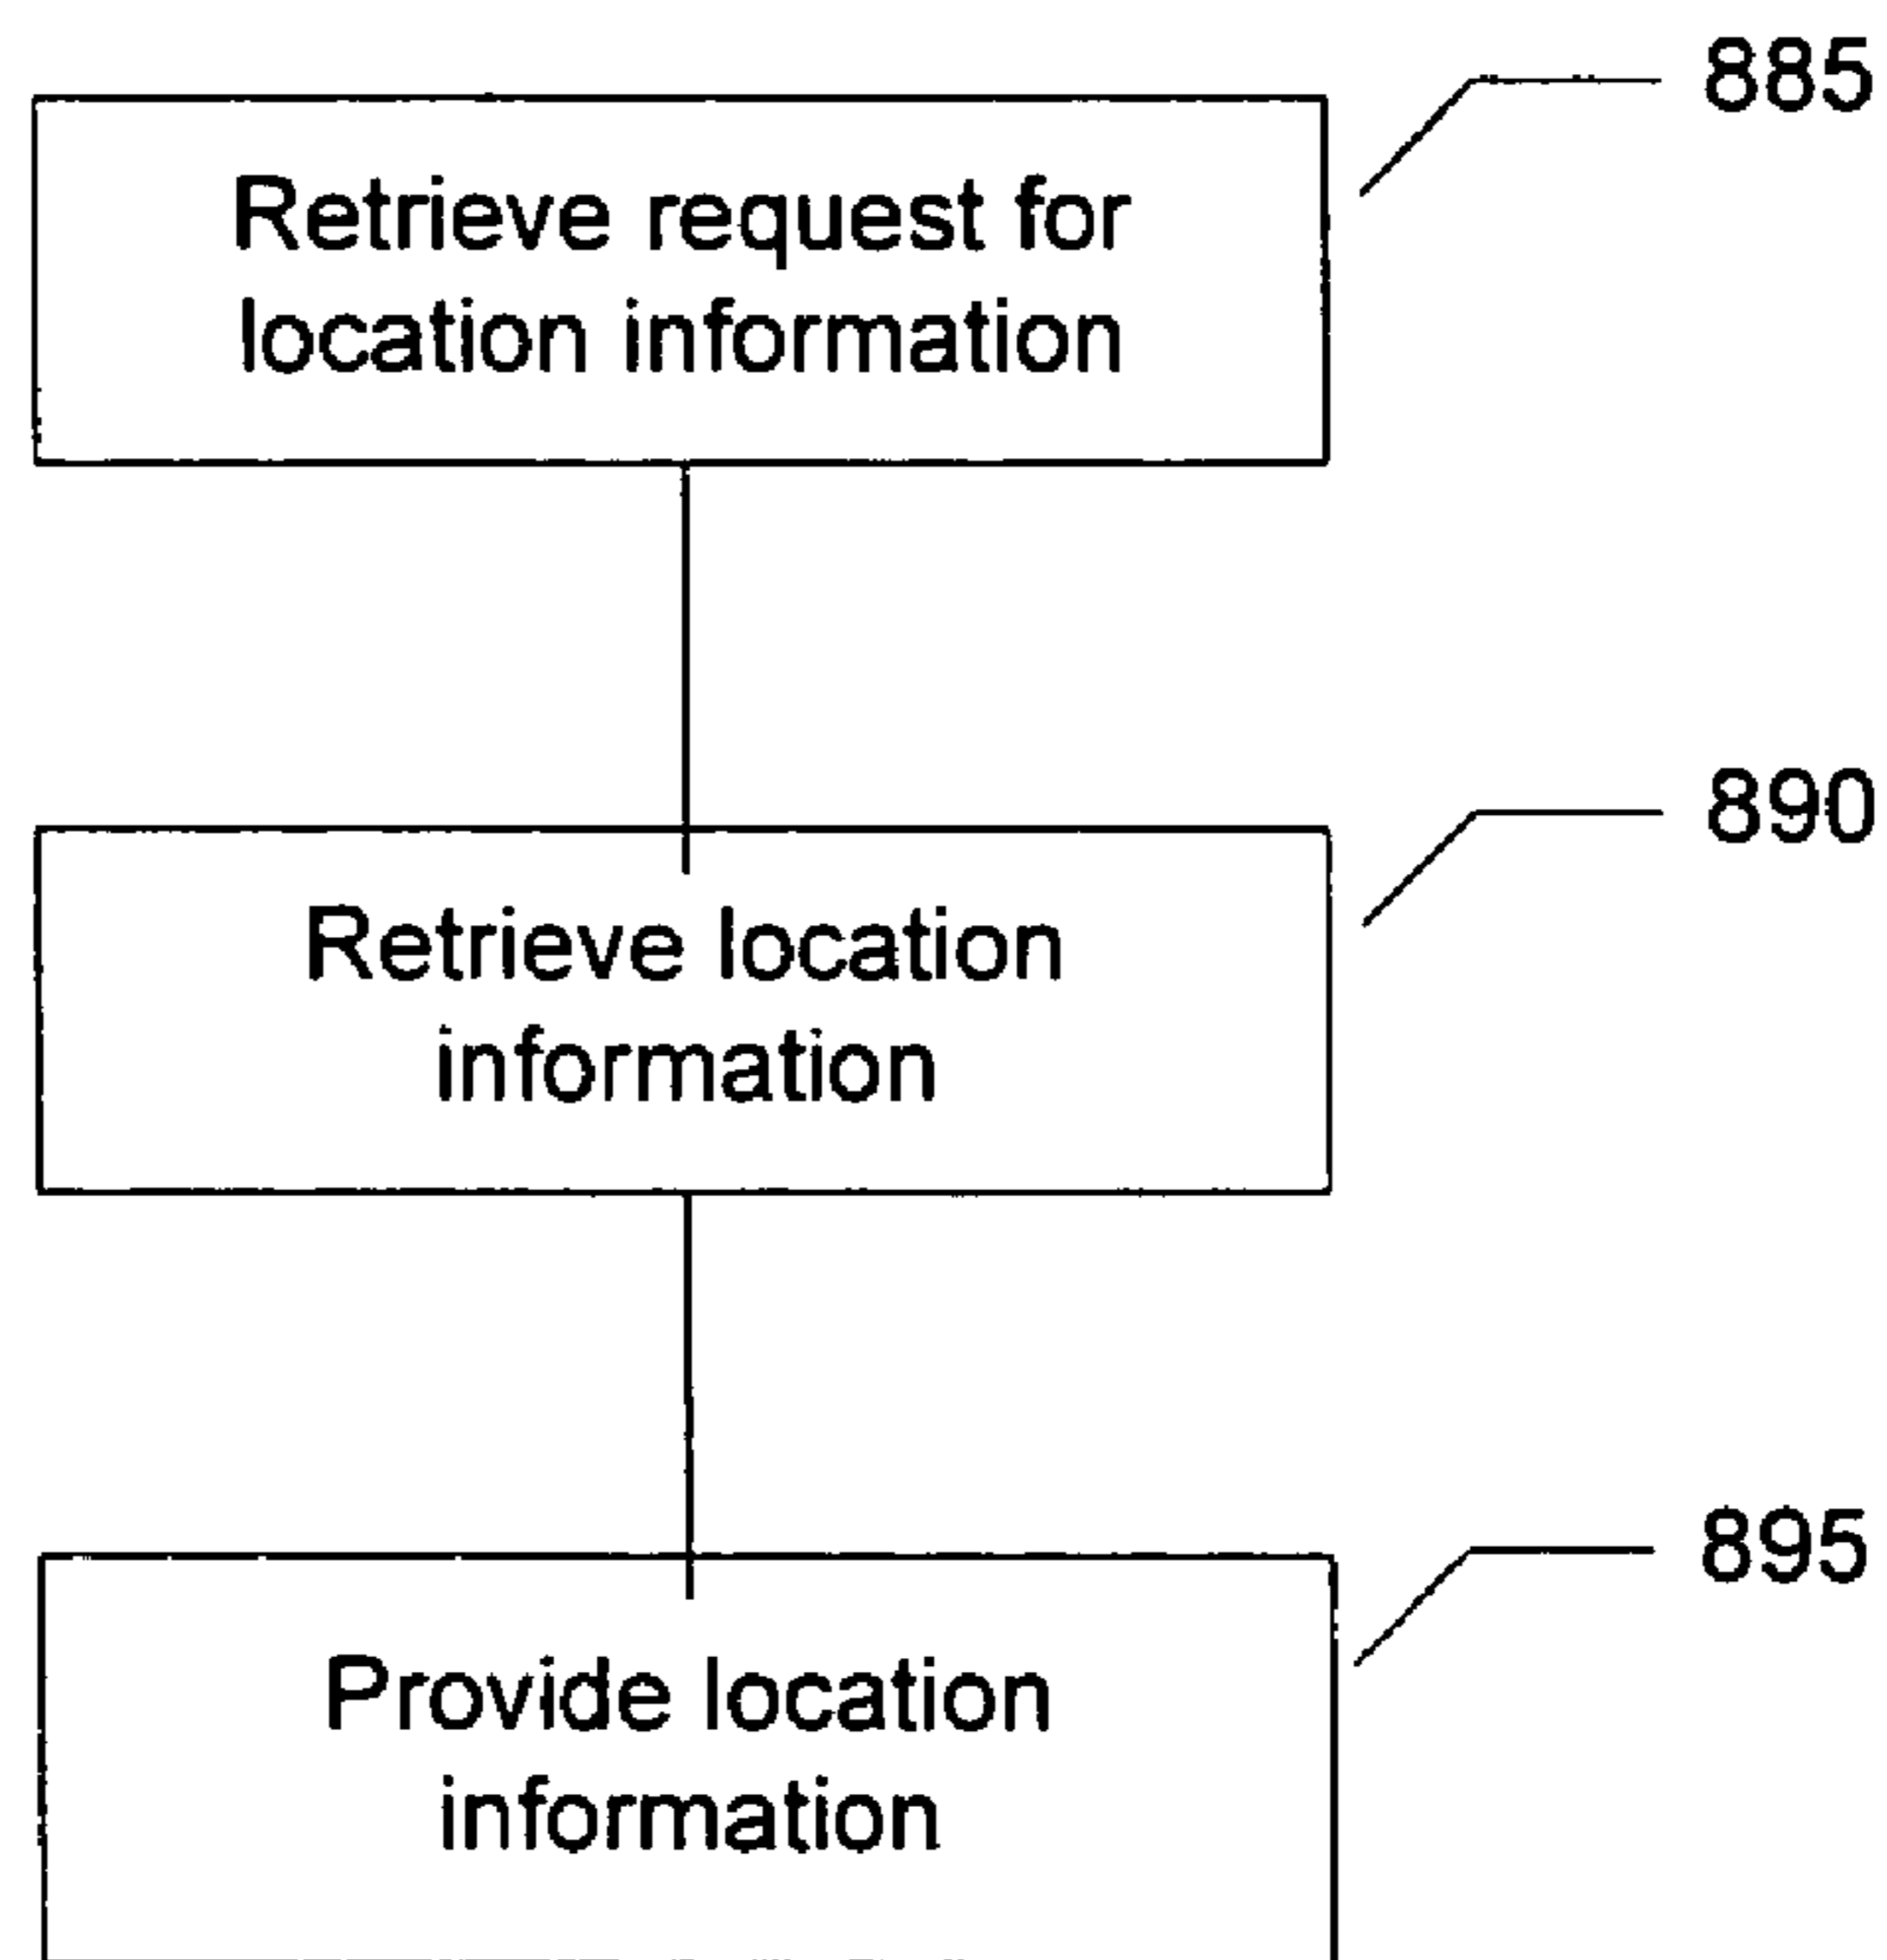 885
Retrieve request for
location information
890
Retrieve location
information
895
Provide location
information